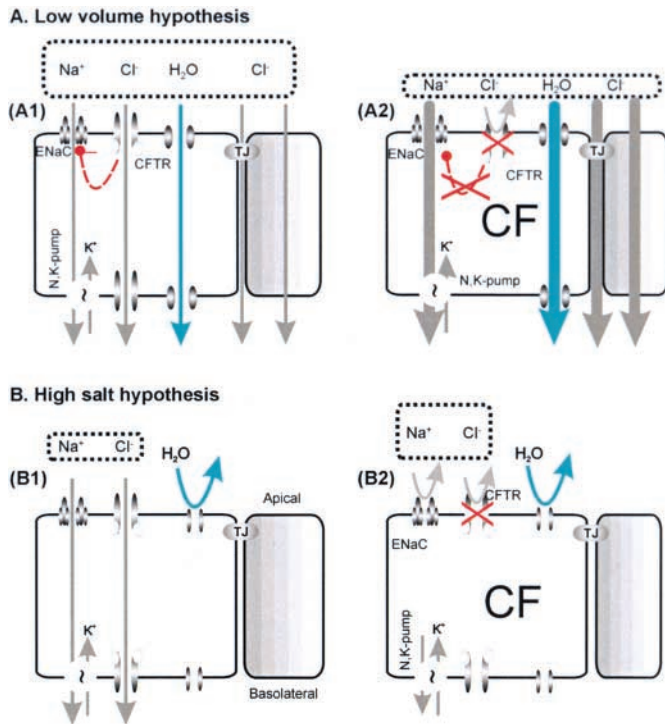 A. Low volume hypothesis
Na⁺ Cl⁻ H₂O Cl⁻
(A1)
ENaC
CFTR
TJ
N,K-pump
K⁺
~
Na⁺ Cl⁻ H₂O Cl⁻
(A2)
ENaC
CFTR
TJ
CF
K⁺
~
N,K-pump
B. High salt hypothesis
Na⁺ Cl⁻
H₂O
(B1)
Apical
TJ
K⁺
~
Basolateral
Na⁺ Cl⁻
H₂O
(B2)
CFTR
ENaC
TJ
CF
N,K-pump
K⁺
~